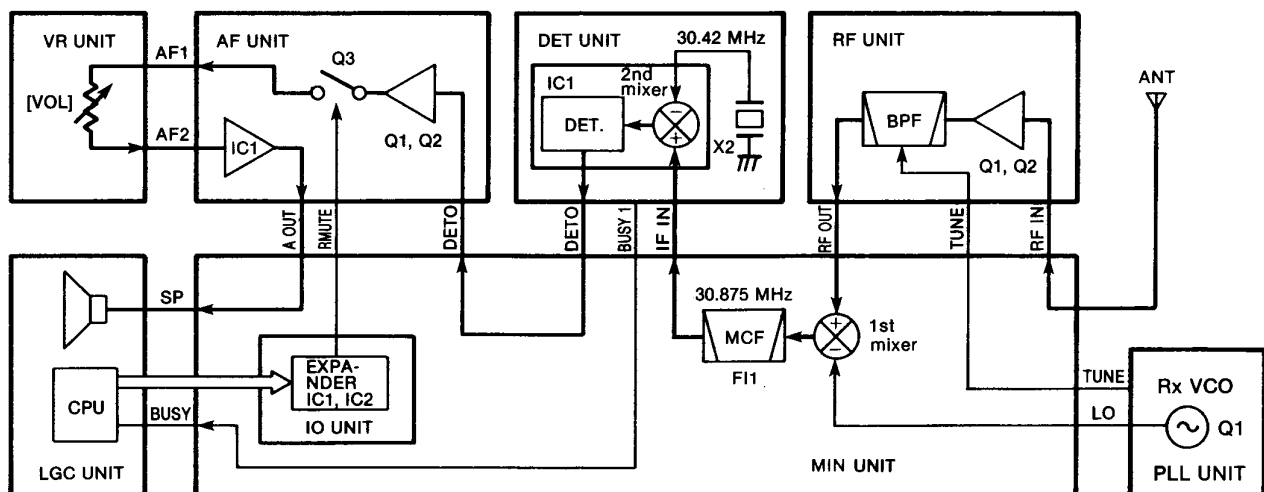 VR UNIT
[VOL]
AF1
AF2
AF UNIT
Q3
Q1, Q2
IC1
A OUT
RMUTE
DETO
DET UNIT
30.42 MHz
IC1
2nd
mixer
DET.
X2
DETO
BUSY 1
IF IN
RF UNIT
BPF
Q1, Q2
RF OUT
TUNE
RF IN
ANT
SP
CPU
BUSY
LGC UNIT
EXPA-
NDER
IC1, IC2
IO UNIT
30.875 MHz
MCF
FI1
+
-
1st
mixer
-
+
MIN UNIT
TUNE
LO
Rx VCO
Q1
PLL UNIT